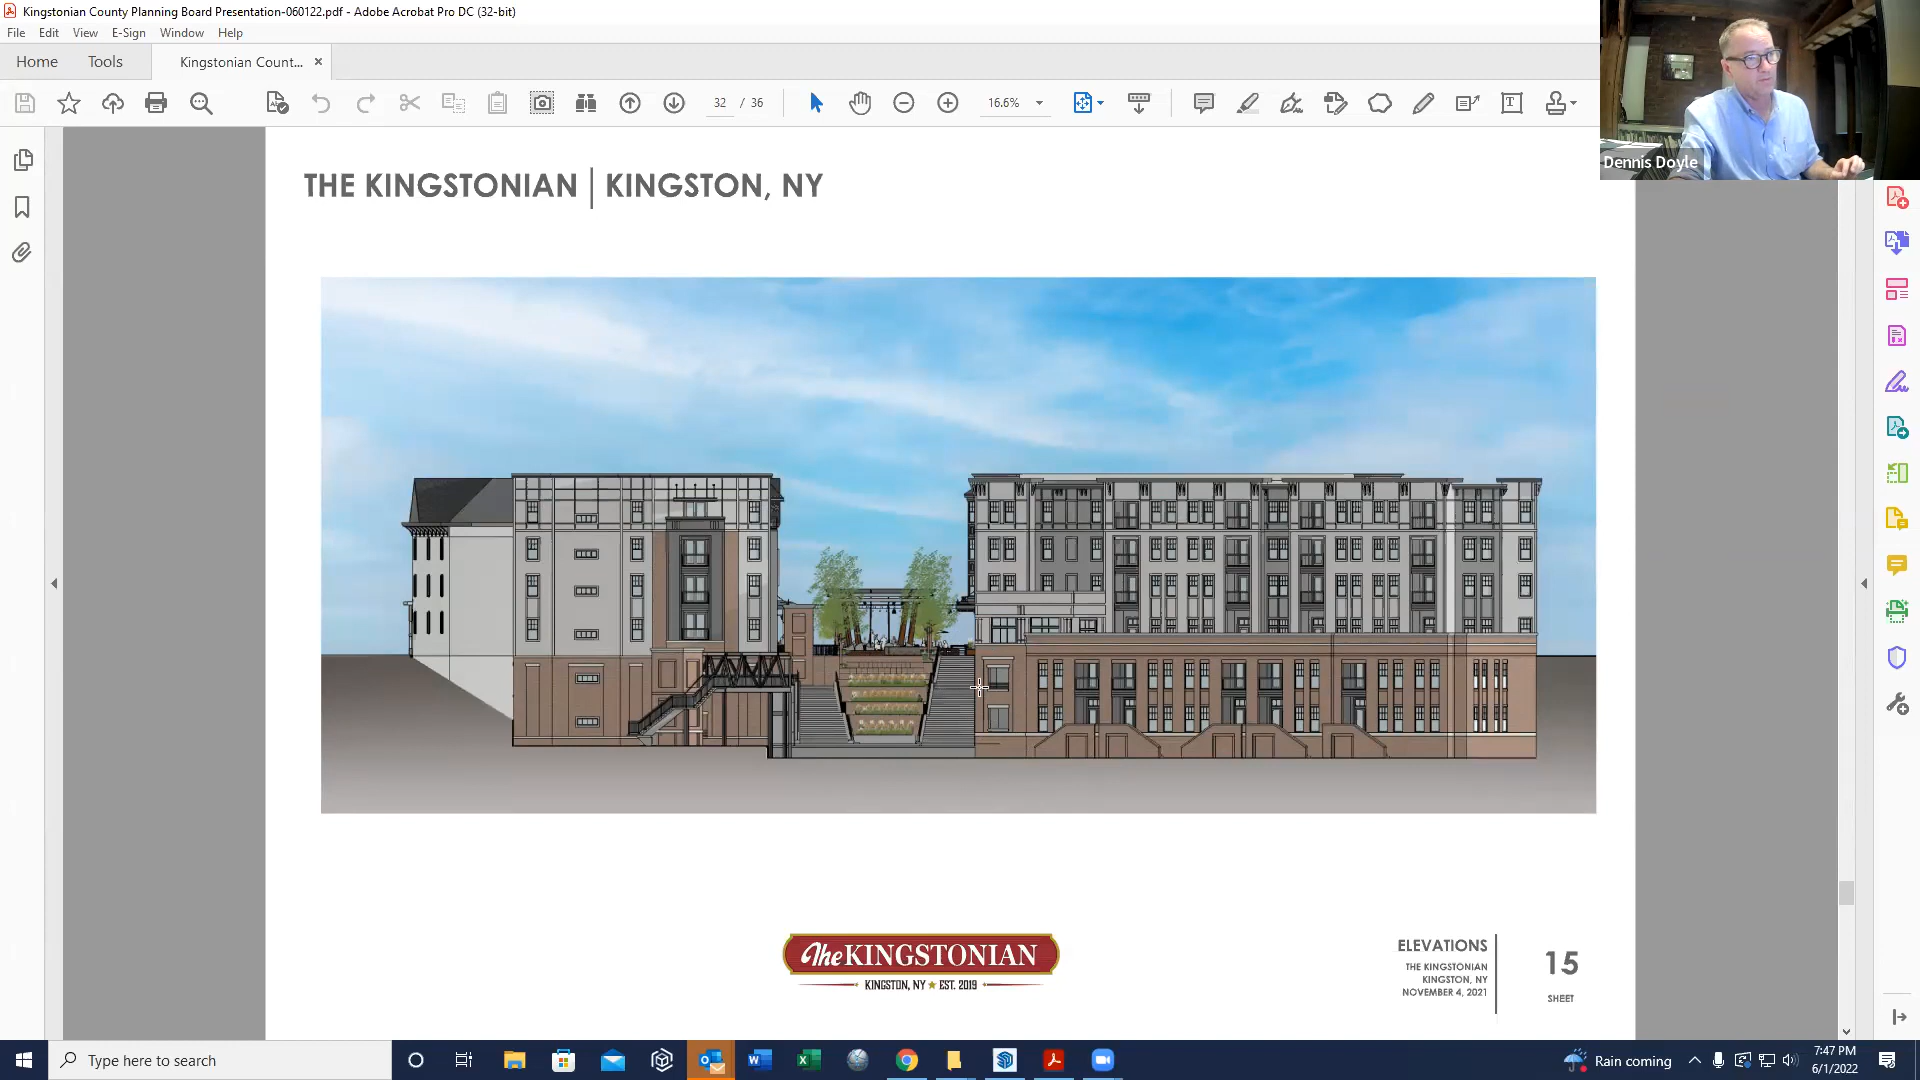 Kingstonian County Planning Board Presentation-060122.pdf - Adobe Acrobat Pro DC (32-bit)
File Edit View E-Sign Window Help
Home Tools Kingstonian Count... ×
32 / 36 16.6%
Dennis Doyle
THE KINGSTONIAN | KINGSTON, NY
The KINGSTONIAN
KINGSTON, NY ★ EST. 2019
ELEVATIONS
THE KINGSTONIAN
KINGSTON, NY
NOVEMBER 4, 2021
15
SHEET
Type here to search
Rain coming
7:47 PM
6/1/2022